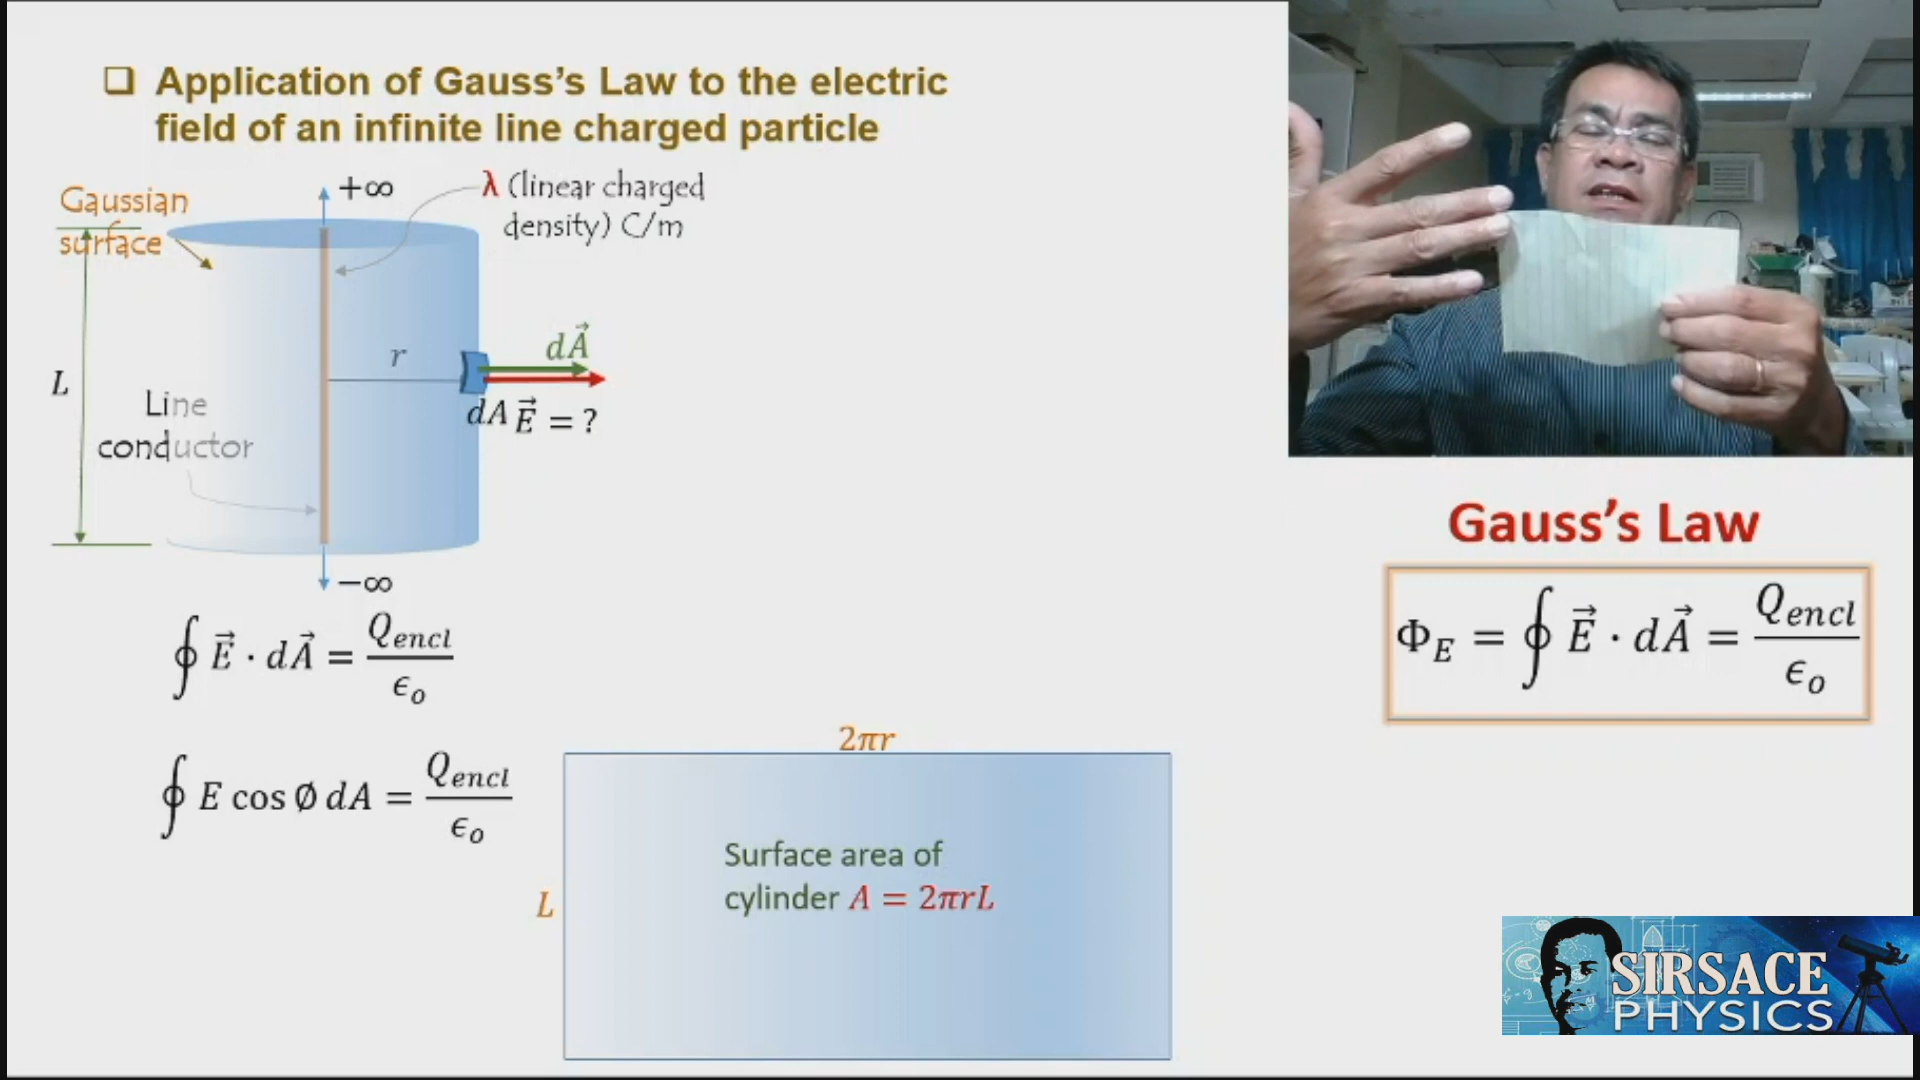 ❑ Application of Gauss's Law to the electric
field of an infinite line charged particle
Gaussian
surface
+∞
λ (linear charged
density) C/m
L
r
dA⃗
dA
E⃗ = ?
Line
conductor
−∞
∮ E⃗ · dA⃗ = Q_encl / ϵ_o
∮ E cos ∅ dA = Q_encl / ϵ_o
2πr
L
Surface area of
cylinder A = 2πrL
Gauss's Law
Φ_E = ∮ E⃗ · dA⃗ = Q_encl / ϵ_o
SIRSACE
PHYSICS